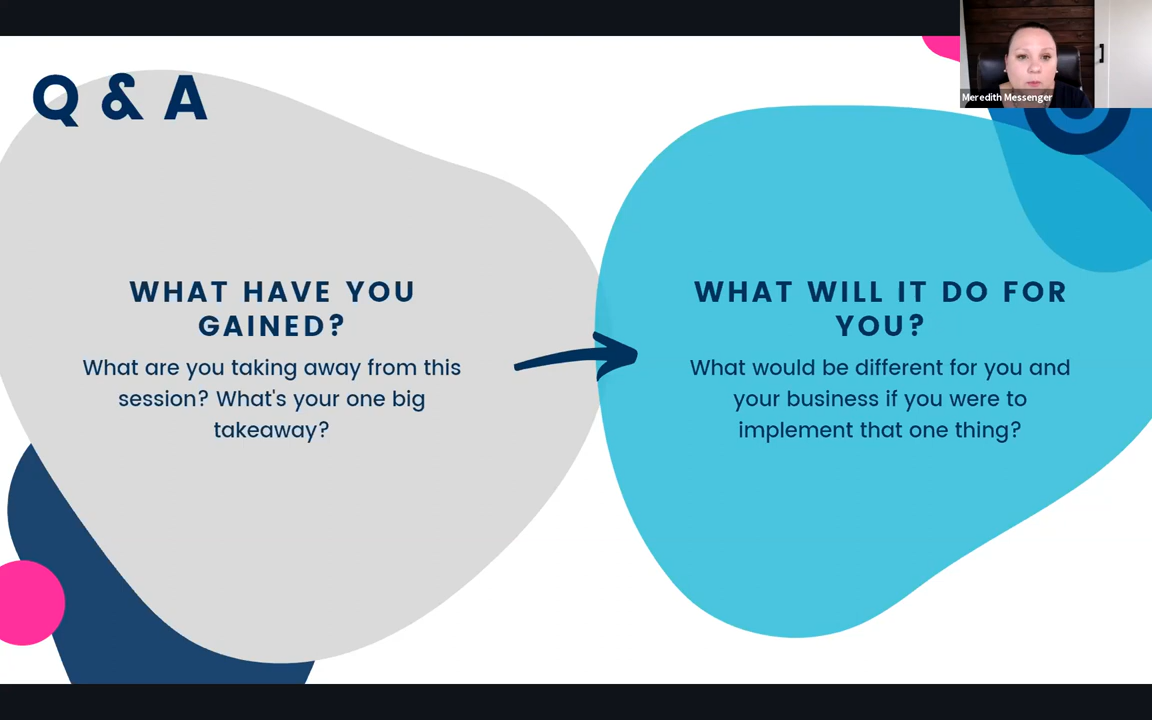 Q & A
Meredith Messenger
WHAT HAVE YOU
GAINED?
What are you taking away from this
session? What's your one big
takeaway?
WHAT WILL IT DO FOR
YOU?
What would be different for you and
your business if you were to
implement that one thing?